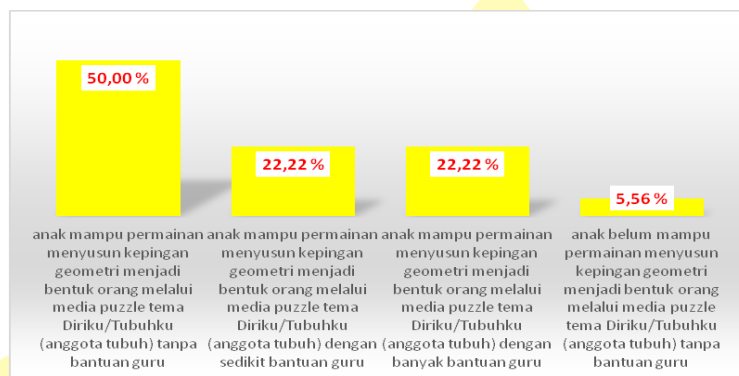 50,00 %
22,22 %
22,22 %
5,56 %
anak mampu permainan
menyusun kepingan
geometri menjadi
bentuk orang melalui
media puzzle tema
Diriku/Tubuhku
(anggota tubuh) tanpa
bantuan guru
anak mampu permainan
menyusun kepingan
geometri menjadi
bentuk orang melalui
media puzzle tema
Diriku/Tubuhku
(anggota tubuh) dengan
sedikit bantuan guru
anak mampu permainan
menyusun kepingan
geometri menjadi
bentuk orang melalui
media puzzle tema
Diriku/Tubuhku
(anggota tubuh) dengan
banyak bantuan guru
anak belum mampu
permainan menyusun
kepingan geometri
menjadi bentuk orang
melalui media puzzle
tema Diriku/Tubuhku
(anggota tubuh) tanpa
bantuan guru